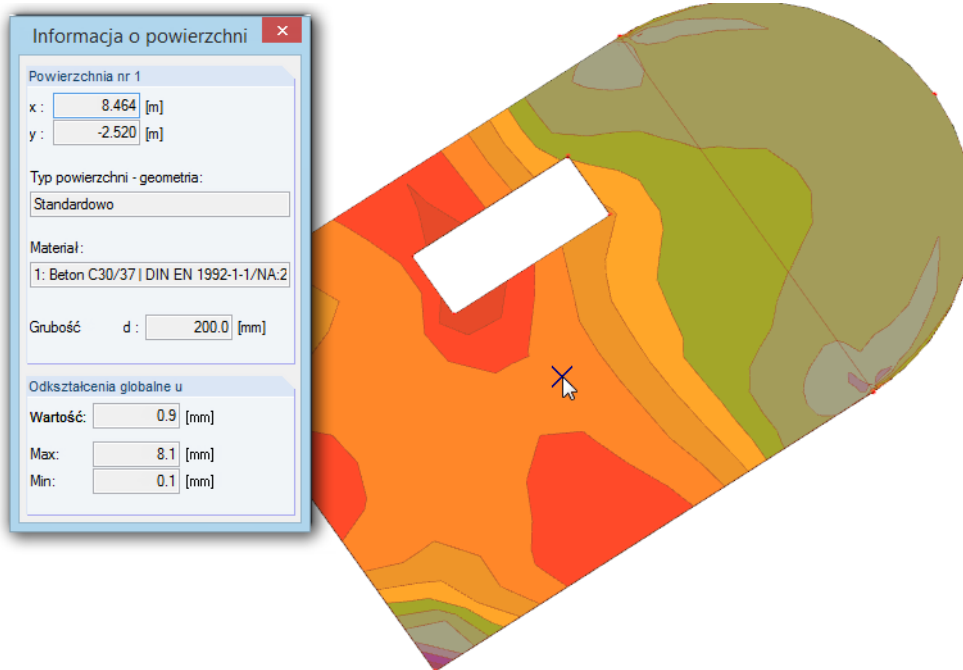 Informacja o powierzchni
Powierzchnia nr 1
x : 8.464 [m]
y : -2.520 [m]
Typ powierzchni - geometria:
Standardowo
Materiał:
1: Beton C30/37 | DIN EN 1992-1-1/NA:2
Grubość d : 200.0 [mm]
Odkształcenia globalne u
Wartość: 0.9 [mm]
Max: 8.1 [mm]
Min: 0.1 [mm]